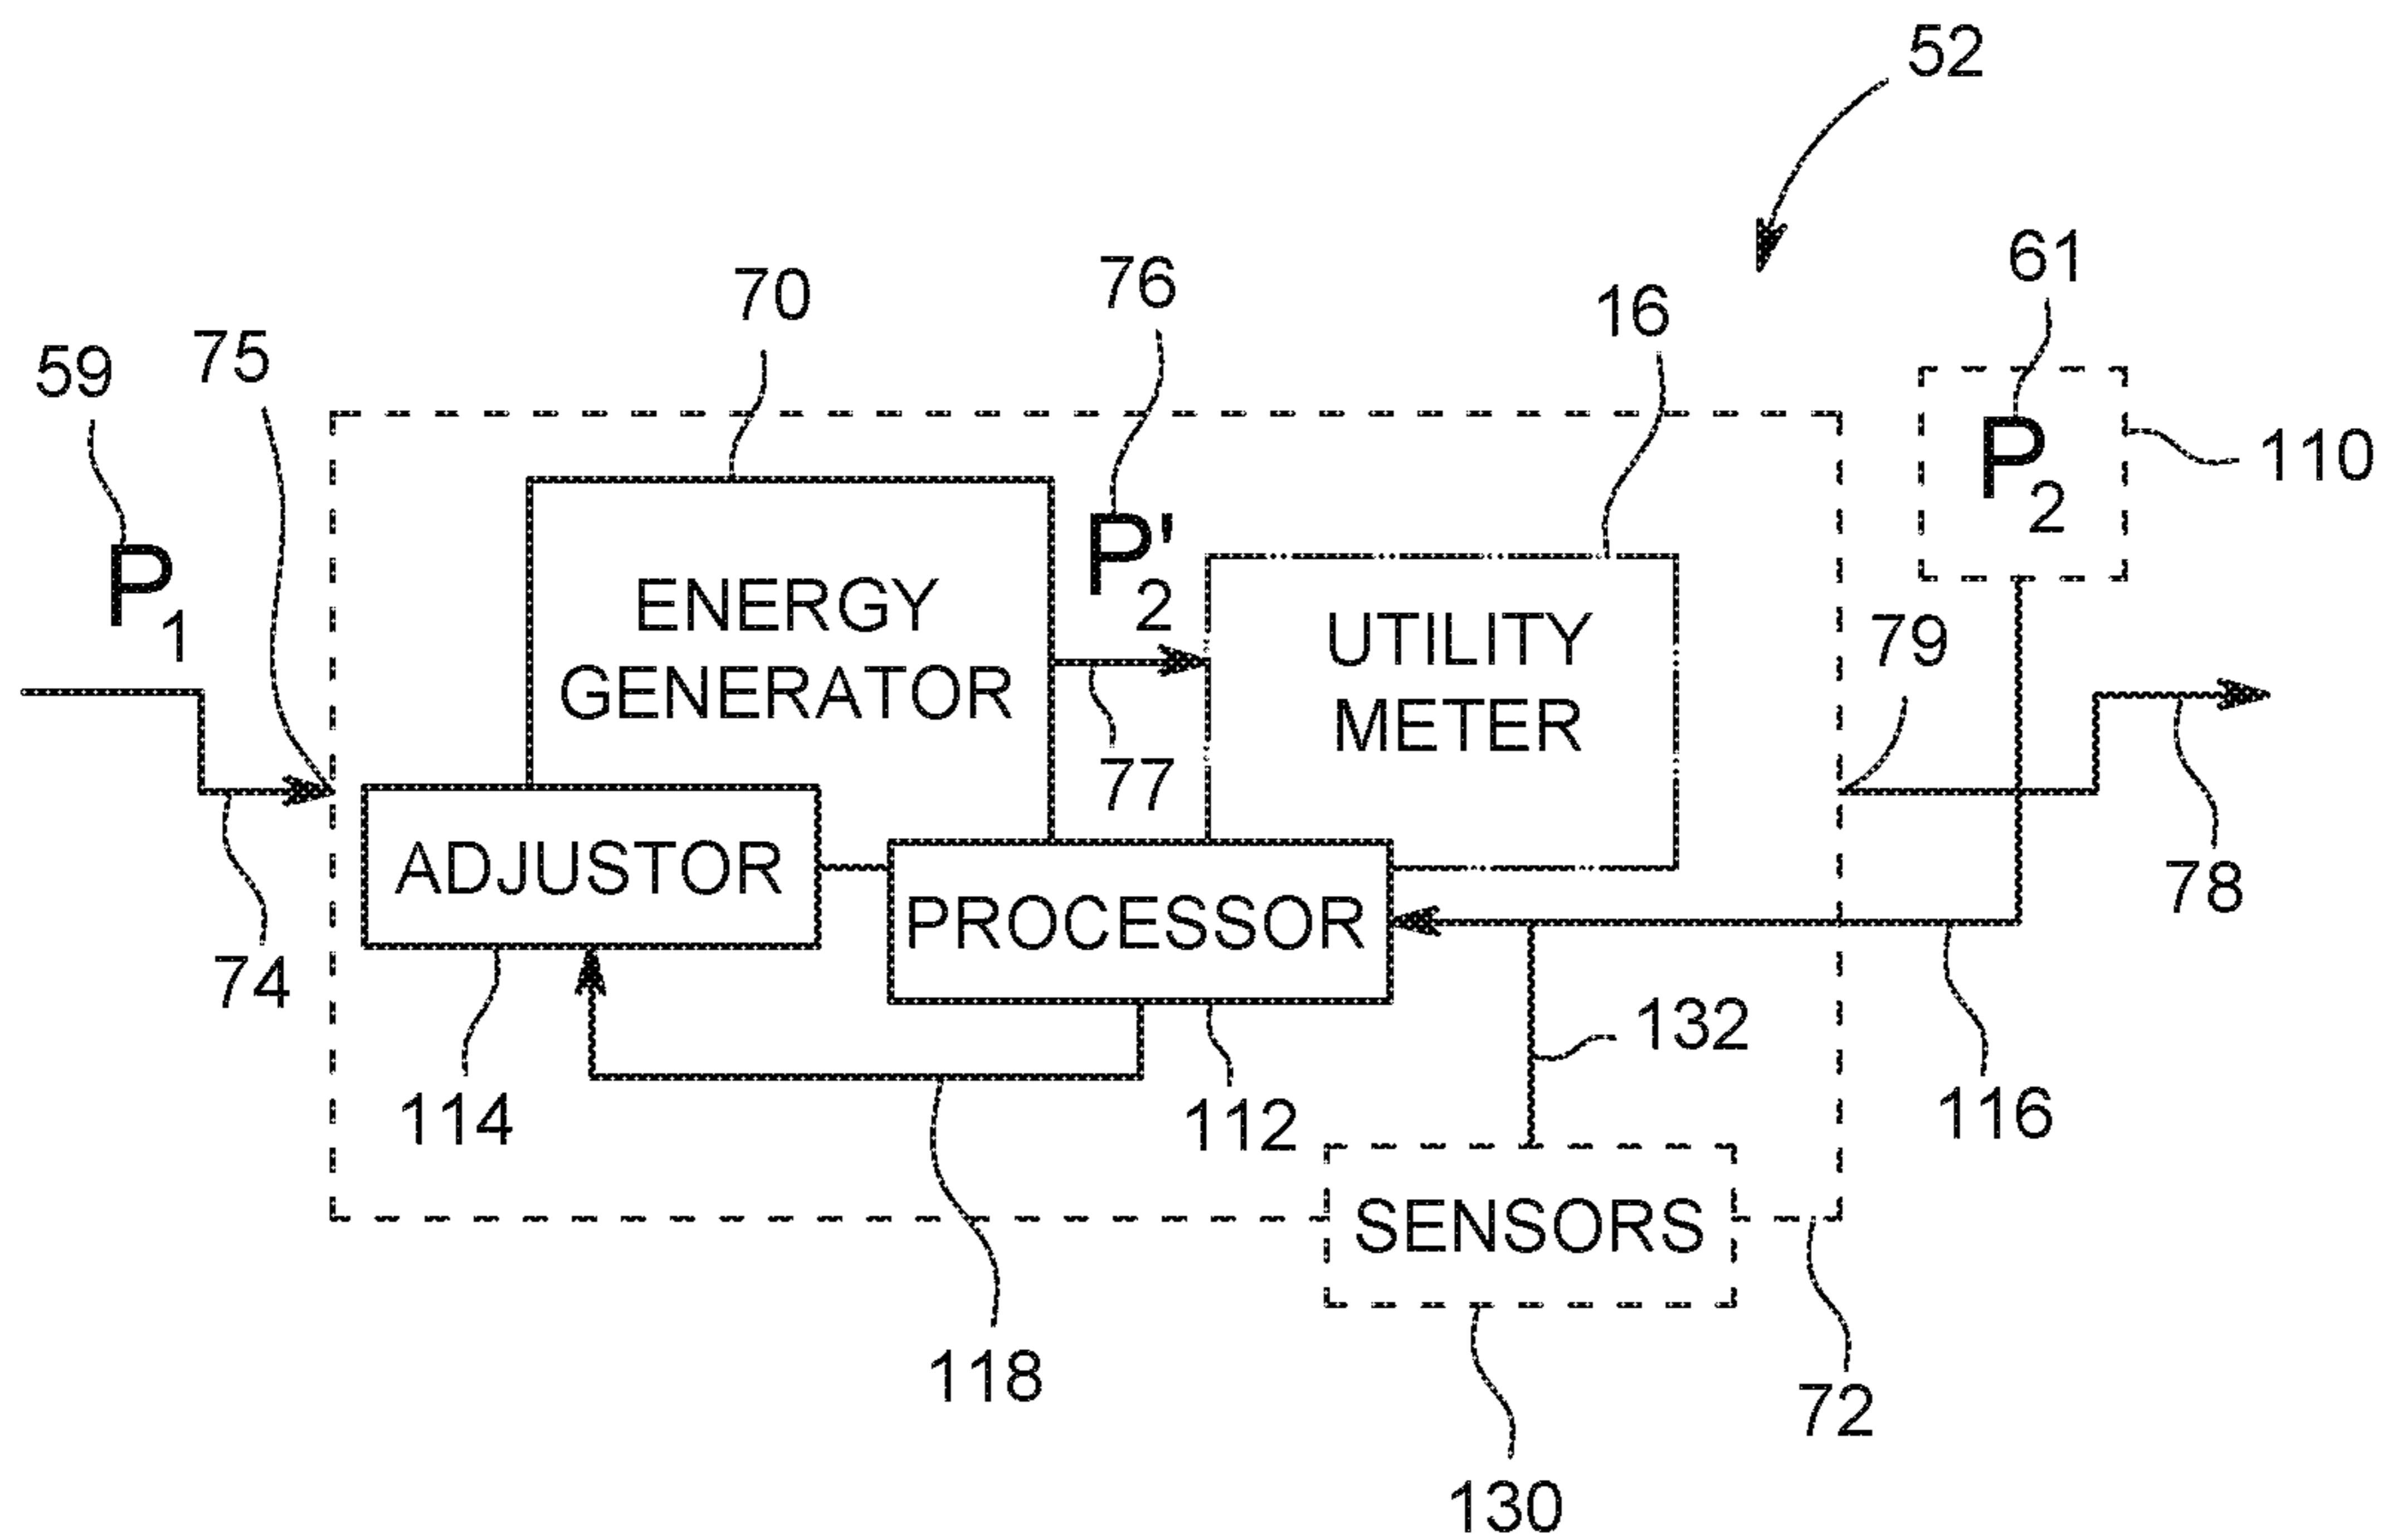 52
61
76
70
16
75
59
110
P2
P'2
P1
ENERGY
GENERATOR
UTILITY
METER
79
77
ADJUSTOR
PROCESSOR
78
74
132
114
112
116
SENSORS
118
72
130